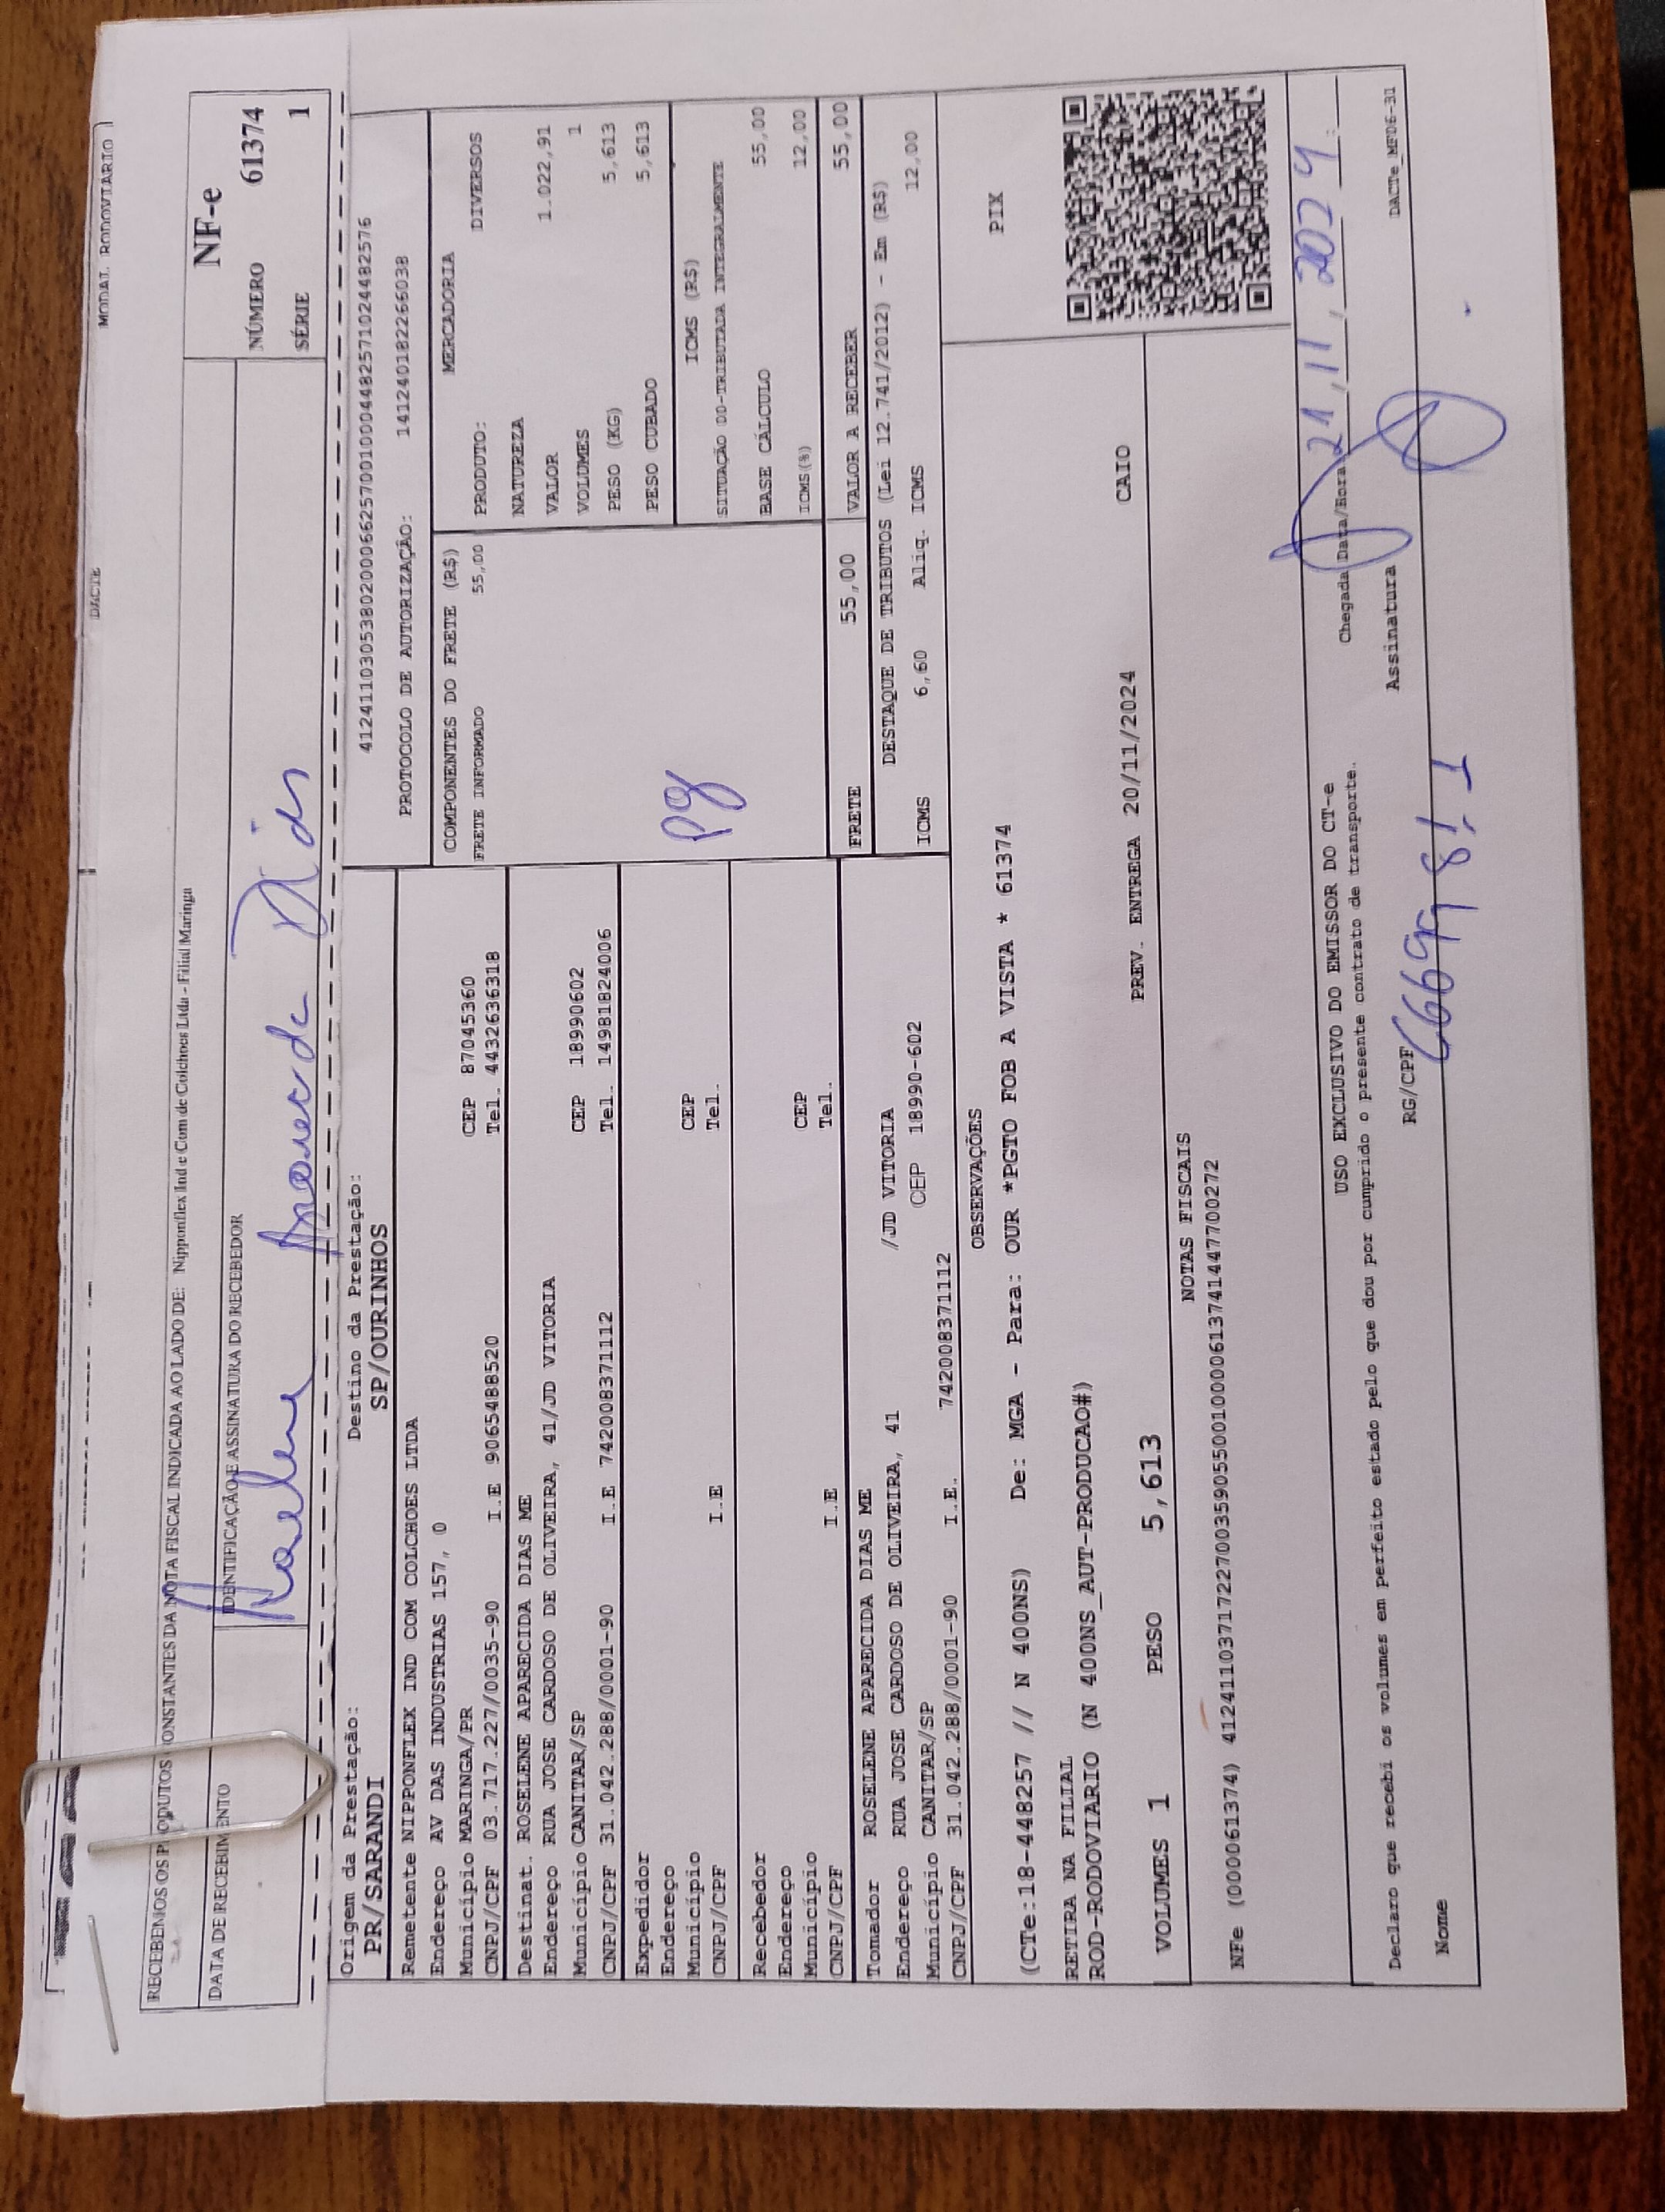 DACTE
MODAL RODOVIARIO
RECEBEMOS OS PRODUTOS CONSTANTES DA NOTA FISCAL INDICADA AO LADO DE: Nipponflex Ind e Com de Colchoes Ltda - Filial Maringa
NF-e
DATA DE RECEBIMENTO
IDENTIFICAÇÃO E ASSINATURA DO RECEBEDOR
NÚMERO 61374
SÉRIE 1
Aparecida Dias
Origem da Prestação:
PR/SARANDI
Destino da Prestação:
SP/OURINHOS
PROTOCOLO DE AUTORIZAÇÃO: 141240182266038
Remetente NIPPONFLEX IND COM COLCHOES LTDA
Endereço AV DAS INDUSTRIAS 157, 0
Município MARINGA/PR CEP 87045360
CNPJ/CPF 03.717.227/0035-90 I.E 9065488520 Tel. 4432636318
Destinat. ROSELENE APARECIDA DIAS ME
Endereço RUA JOSE CARDOSO DE OLIVEIRA, 41/JD VITORIA
Município CANITAR/SP CEP 18990602
CNPJ/CPF 31.042.288/0001-90 I.E 742008371112 Tel. 14981824006
Expedidor
Endereço
Município CEP
CNPJ/CPF I.E Tel.
Recebedor
Endereço
Município CEP
CNPJ/CPF I.E Tel.
Tomador ROSELENE APARECIDA DIAS ME
Endereço RUA JOSE CARDOSO DE OLIVEIRA, 41 /JD VITORIA
Município CANITAR/SP CEP 18990-602
CNPJ/CPF 31.042.288/0001-90 I.E. 742008371112
COMPONENTES DO FRETE (R$)
FRETE INFORMADO 55,00
pg
MERCADORIA
PRODUTO: DIVERSOS
NATUREZA
VALOR 1.022,91
VOLUMES 1
PESO (KG) 5,613
PESO CUBADO 5,613
ICMS (R$)
SITUAÇÃO 00-TRIBUTADA INTEGRALMENTE
BASE CÁLCULO 55,00
ICMS(%) 12,00
FRETE 55,00 VALOR A RECEBER 55,00
DESTAQUE DE TRIBUTOS (Lei 12.741/2012) - Em (R$)
ICMS 6,60 Aliq. ICMS 12,00
OBSERVAÇÕES
(CTe:18-448257 // N 400NS) De: MGA - Para: OUR *PGTO FOB A VISTA * 61374
RETIRA NA FILIAL
ROD-RODOVIARIO (N 400NS_AUT-PRODUCAO#)
PREV. ENTREGA 20/11/2024 CAIO
PIX
VOLUMES 1 PESO 5,613
NOTAS FISCAIS
NFe (000061374) 41241103717227003590550010000613741447700272
USO EXCLUSIVO DO EMISSOR DO CT-e
Chegada Data/Hora 21/11/2024 :
Declaro que recebi os volumes em perfeito estado pelo que dou por cumprido o presente contrato de transporte.
Nome RG/CPF Assinatura
DACTe_MFD6-31